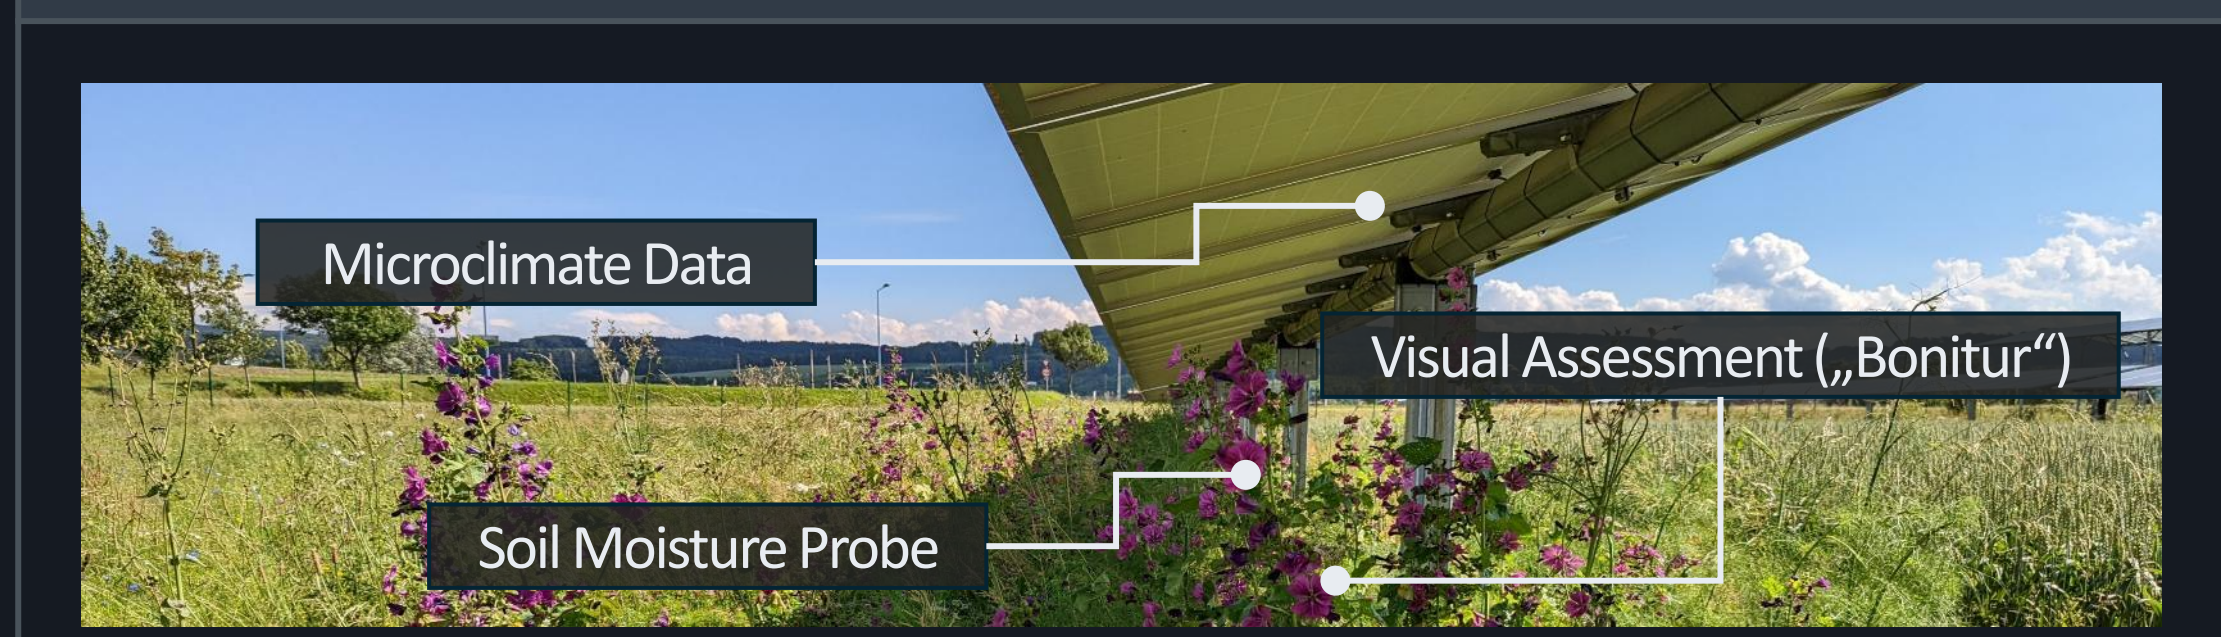 Microclimate Data
Visual Assessment („Bonitur“)
Soil Moisture Probe